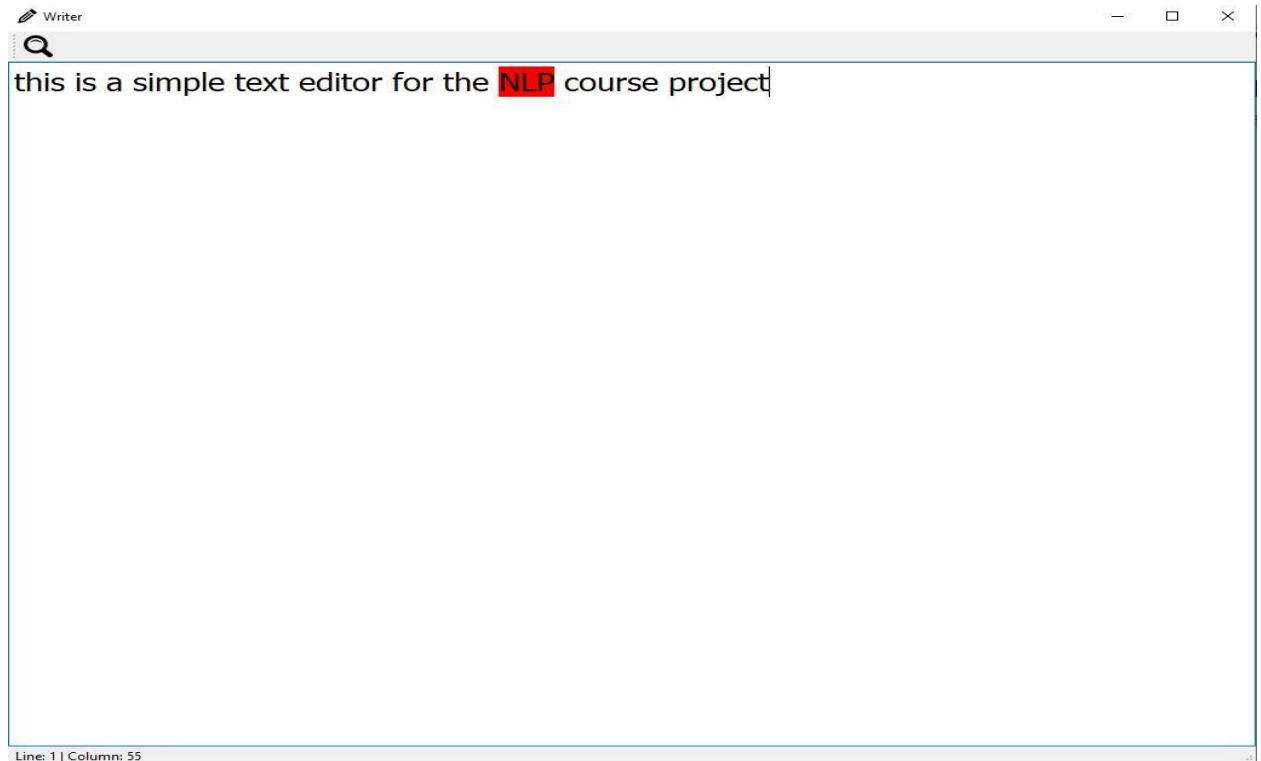 Writer
this is a simple text editor for the NLP course project
Line: 1 | Column: 55